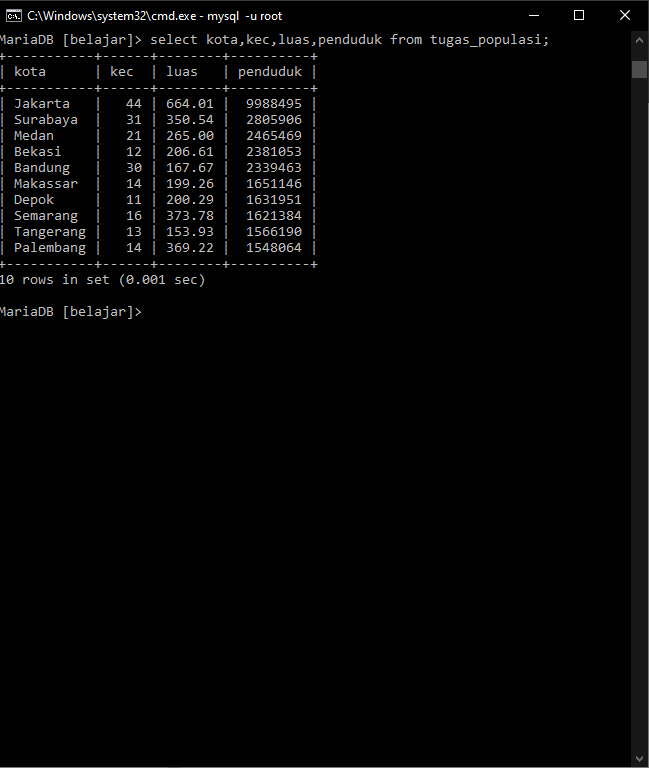 C:\Windows\system32\cmd.exe - mysql  -u root
MariaDB [belajar]> select kota,kec,luas,penduduk from tugas_populasi;
+-----------+------+--------+----------+
| kota      | kec  | luas   | penduduk |
+-----------+------+--------+----------+
| Jakarta   |   44 | 664.01 |  9988495 |
| Surabaya  |   31 | 350.54 |  2805906 |
| Medan     |   21 | 265.00 |  2465469 |
| Bekasi    |   12 | 206.61 |  2381053 |
| Bandung   |   30 | 167.67 |  2339463 |
| Makassar  |   14 | 199.26 |  1651146 |
| Depok     |   11 | 200.29 |  1631951 |
| Semarang  |   16 | 373.78 |  1621384 |
| Tangerang |   13 | 153.93 |  1566190 |
| Palembang |   14 | 369.22 |  1548064 |
+-----------+------+--------+----------+
10 rows in set (0.001 sec)
MariaDB [belajar]>